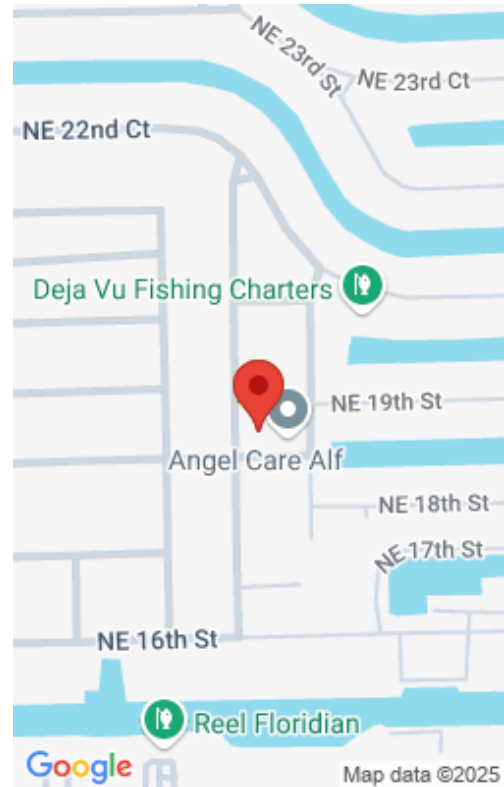 NE 23rd St
NE 23rd Ct
NE 22nd Ct
Deja Vu Fishing Charters
NE 19th St
Angel Care Alf
NE 18th St
NE 17th St
NE 16th St
Reel Floridian
Google
Map data ©2025